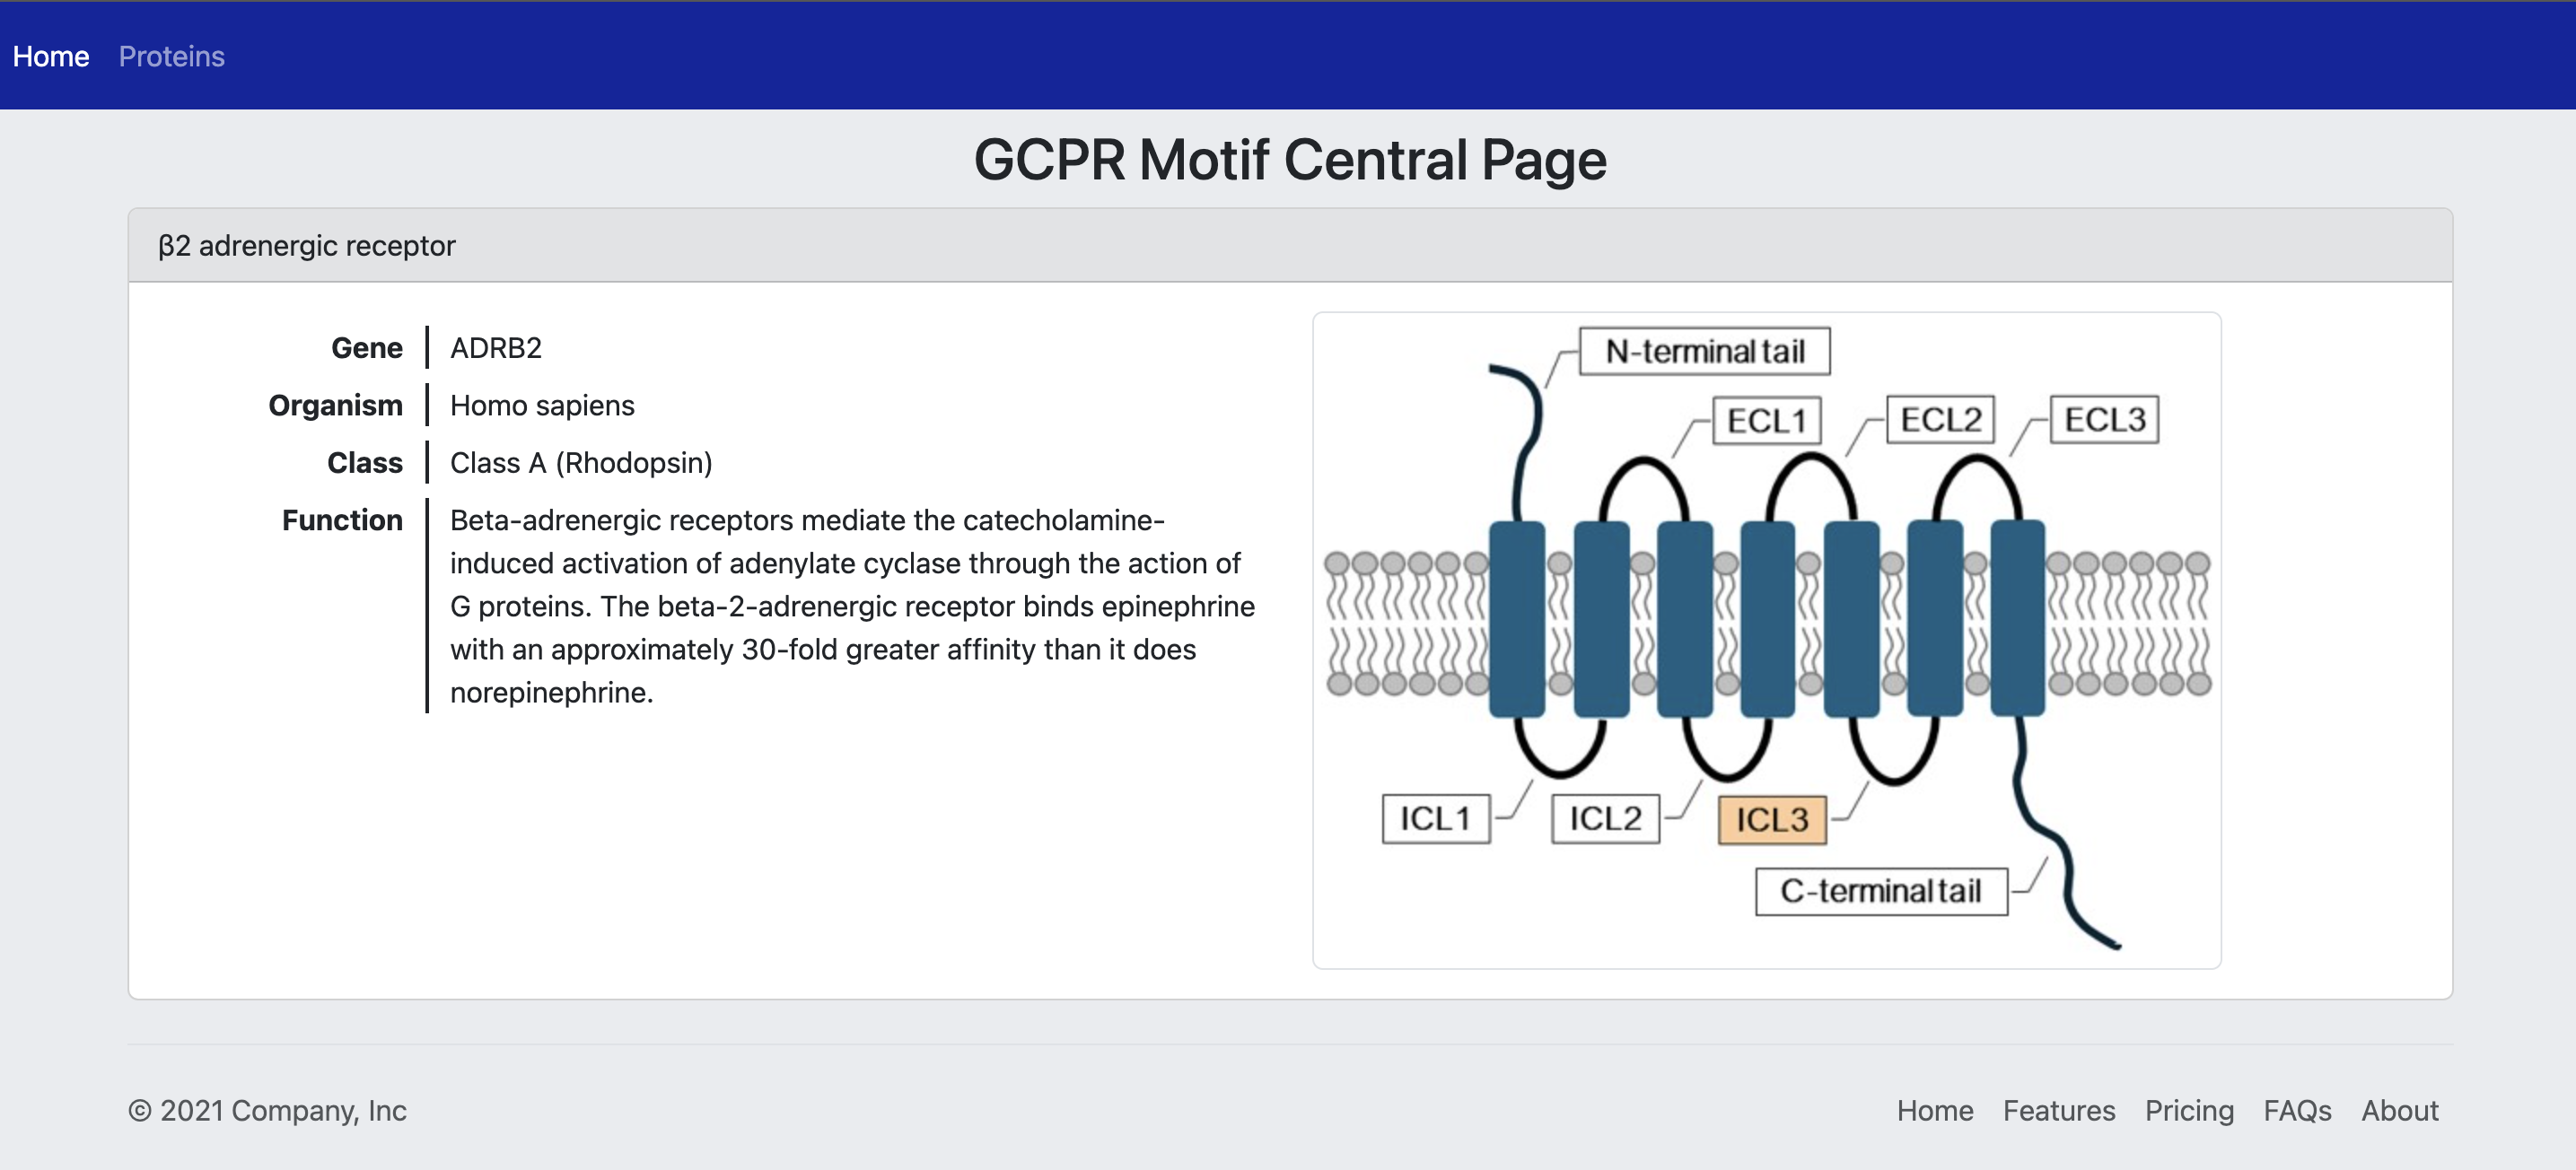 Home Proteins
GCPR Motif Central Page
β2 adrenergic receptor
Gene ADRB2
Organism Homo sapiens
Class Class A (Rhodopsin)
Function Beta-adrenergic receptors mediate the catecholamine-
induced activation of adenylate cyclase through the action of
G proteins. The beta-2-adrenergic receptor binds epinephrine
with an approximately 30-fold greater affinity than it does
norepinephrine.
N-terminal tail
ECL1 ECL2 ECL3
ICL1 ICL2 ICL3
C-terminal tail
© 2021 Company, Inc
Home Features Pricing FAQs About